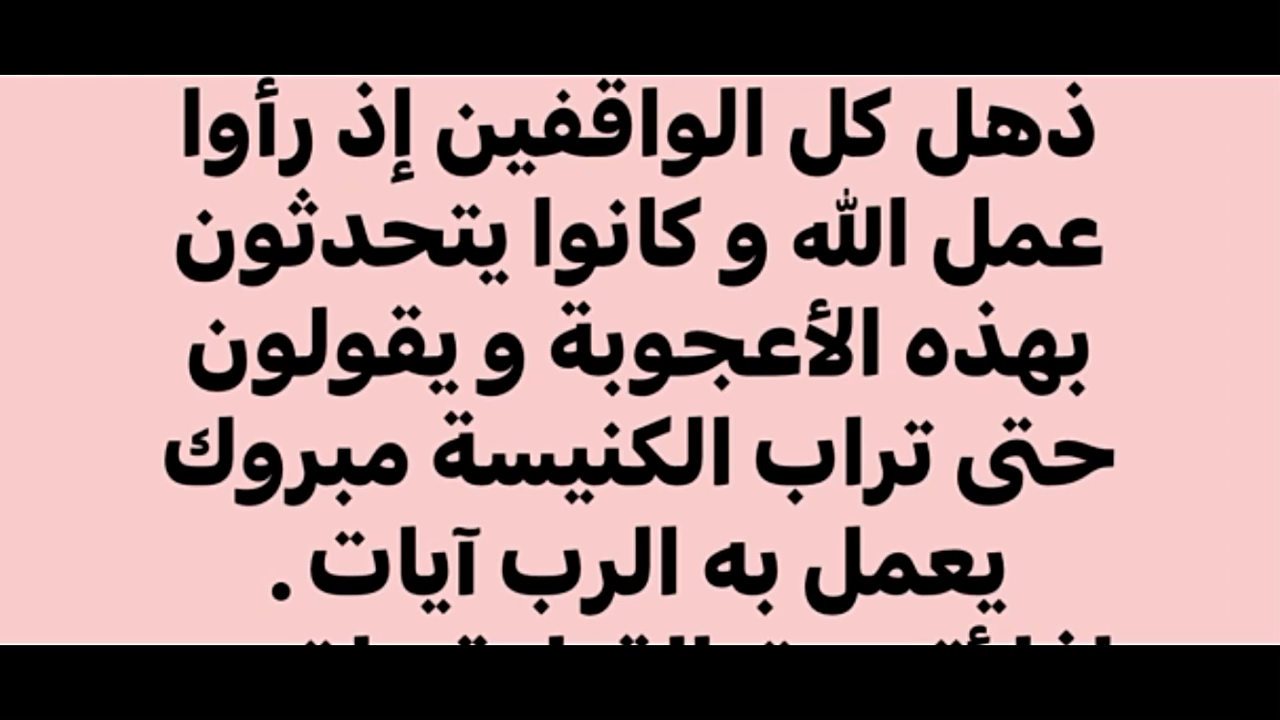 ذهل كل الواقفين إذ رأوا
عمل الله و كانوا يتحدثون
بهذه الأعجوبة و يقولون
حتى تراب الكنيسة مبروك
يعمل به الرب آيات .